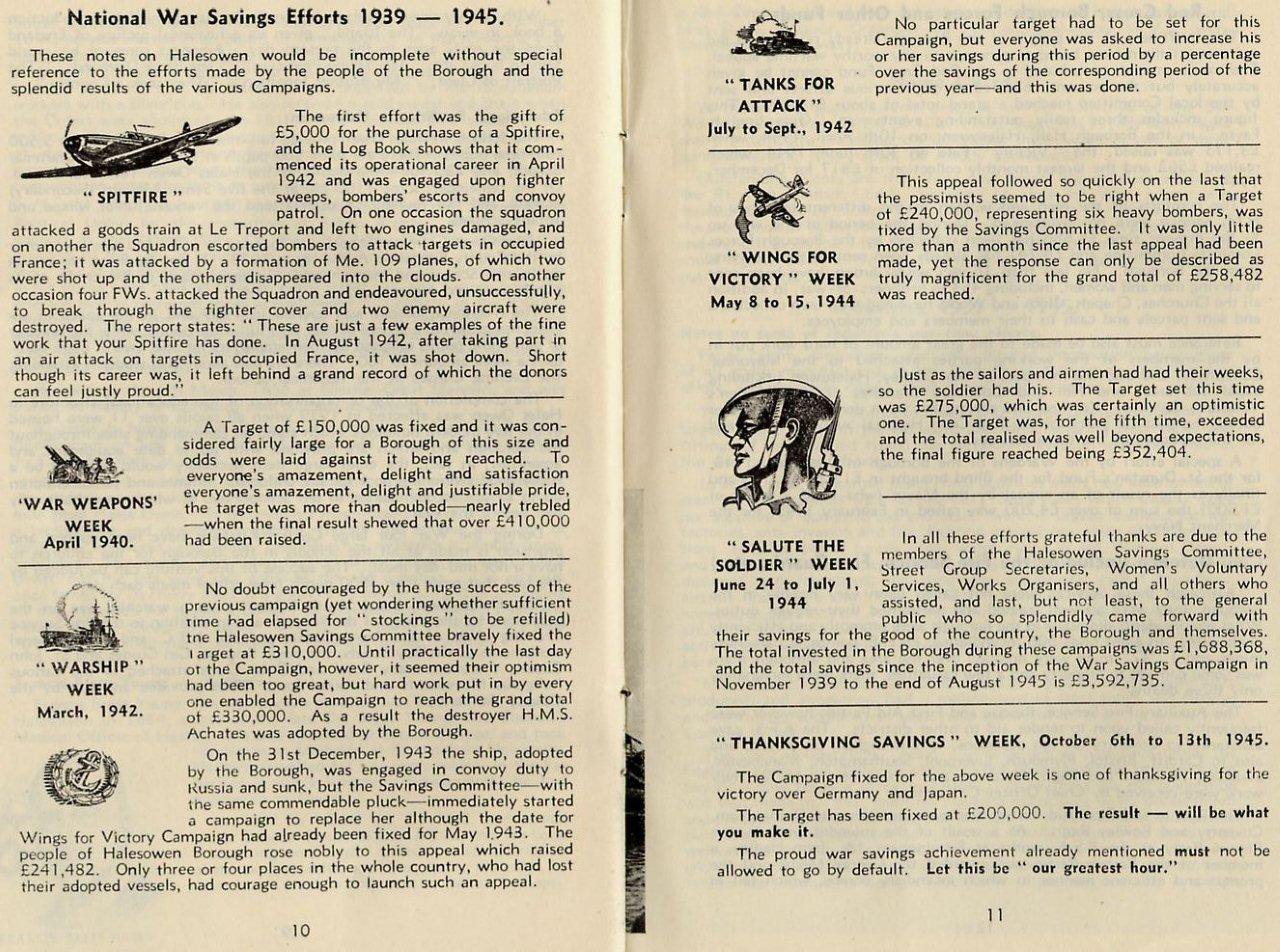 National War Savings Efforts 1939 — 1945.
These notes on Halesowen would be incomplete without special
reference to the efforts made by the people of the Borough and the
splendid results of the various Campaigns.
The first effort was the gift of
£5,000 for the purchase of a Spitfire,
and the Log Book shows that it com-
menced its operational career in April
1942 and was engaged upon fighter
sweeps, bombers' escorts and convoy
patrol. On one occasion the squadron
" SPITFIRE "
attacked a goods train at Le Treport and left two engines damaged, and
on another the Squadron escorted bombers to attack targets in occupied
France; it was attacked by a formation of Me. 109 planes, of which two
were shot up and the others disappeared into the clouds. On another
occasion four FWs. attacked the Squadron and endeavoured, unsuccessfully,
to break through the fighter cover and two enemy aircraft were
destroyed. The report states: " These are just a few examples of the fine
work that your Spitfire has done. In August 1942, after taking part in
an air attack on targets in occupied France, it was shot down. Short
though its career was, it left behind a grand record of which the donors
can feel justly proud."
'WAR WEAPONS'
WEEK
April 1940.
A Target of £150,000 was fixed and it was con-
sidered fairly large for a Borough of this size and
odds were laid against it being reached. To
everyone's amazement, delight and satisfaction
everyone's amazement, delight and justifiable pride,
the target was more than doubled—nearly trebled
—when the final result shewed that over £410,000
had been raised.
" WARSHIP "
WEEK
March, 1942.
No doubt encouraged by the huge success of the
previous campaign (yet wondering whether sufficient
time had elapsed for " stockings " to be refilled)
tne Halesowen Savings Committee bravely fixed the
target at £310,000. Until practically the last day
of the Campaign, however, it seemed their optimism
had been too great, but hard work put in by every
one enabled the Campaign to reach the grand total
of £330,000. As a result the destroyer H.M.S.
Achates was adopted by the Borough.
On the 31st December, 1943 the ship, adopted
by the Borough, was engaged in convoy duty to
Russia and sunk, but the Savings Committee—with
the same commendable pluck—immediately started
a campaign to replace her although the date for
Wings for Victory Campaign had already been fixed for May 1943. The
people of Halesowen Borough rose nobly to this appeal which raised
£241,482. Only three or four places in the whole country, who had lost
their adopted vessels, had courage enough to launch such an appeal.
10
" TANKS FOR
ATTACK "
July to Sept., 1942
No particular target had to be set for this
Campaign, but everyone was asked to increase his
or her savings during this period by a percentage
over the savings of the corresponding period of the
previous year—and this was done.
" WINGS FOR
VICTORY " WEEK
May 8 to 15, 1944
This appeal followed so quickly on the last that
the pessimists seemed to be right when a Target
of £240,000, representing six heavy bombers, was
fixed by the Savings Committee. It was only little
more than a month since the last appeal had been
made, yet the response can only be described as
truly magnificent for the grand total of £258,482
was reached.
Just as the sailors and airmen had had their weeks,
so the soldier had his. The Target set this time
was £275,000, which was certainly an optimistic
one. The Target was, for the fifth time, exceeded
and the total realised was well beyond expectations,
the final figure reached being £352,404.
" SALUTE THE
SOLDIER " WEEK
June 24 to July 1,
1944
In all these efforts grateful thanks are due to the
members of the Halesowen Savings Committee,
Street Group Secretaries, Women's Voluntary
Services, Works Organisers, and all others who
assisted, and last, but not least, to the general
public who so splendidly came forward with
their savings for the good of the country, the Borough and themselves.
The total invested in the Borough during these campaigns was £1,688,368,
and the total savings since the inception of the War Savings Campaign in
November 1939 to the end of August 1945 is £3,592,735.
" THANKSGIVING SAVINGS " WEEK, October 6th to 13th 1945.
The Campaign fixed for the above week is one of thanksgiving for the
victory over Germany and Japan.
The Target has been fixed at £200,000. The result — will be what
you make it.
The proud war savings achievement already mentioned must not be
allowed to go by default. Let this be " our greatest hour."
11